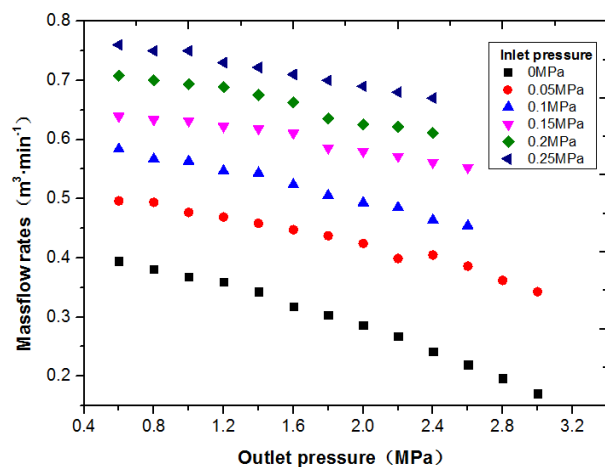 0.8
0.7
0.6
0.5
0.4
0.3
0.2
Massflow rates（m³·min⁻¹）
Inlet pressure
0MPa
0.05MPa
0.1MPa
0.15MPa
0.2MPa
0.25MPa
0.4 0.8 1.2 1.6 2.0 2.4 2.8 3.2
Outlet pressure（MPa）